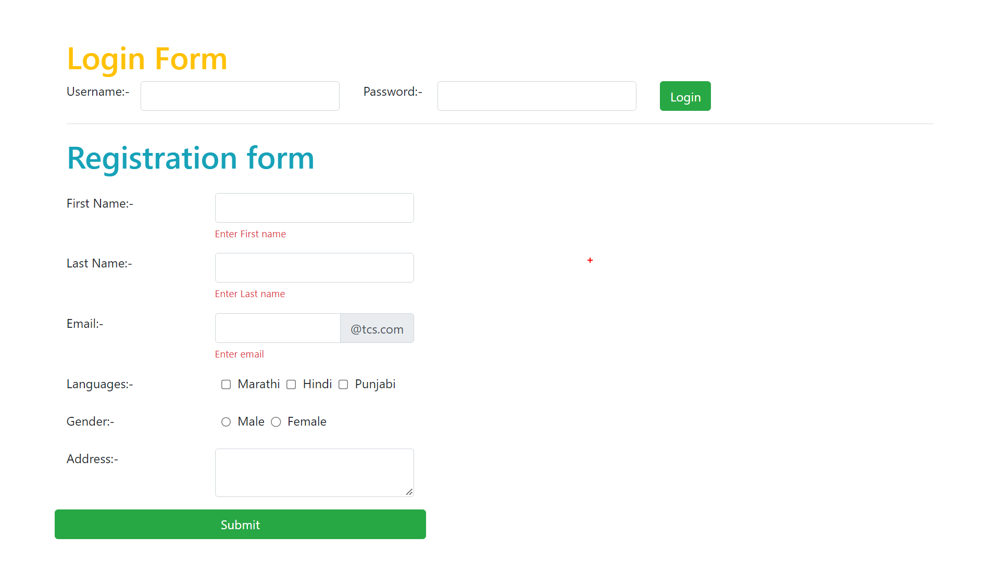 Login Form
Username:- Password:- Login
Registration form
First Name:-
Enter First name
Last Name:-
Enter Last name
Email:- @tcs.com
Enter email
Languages:- Marathi Hindi Punjabi
Gender:- Male Female
Address:-
Submit